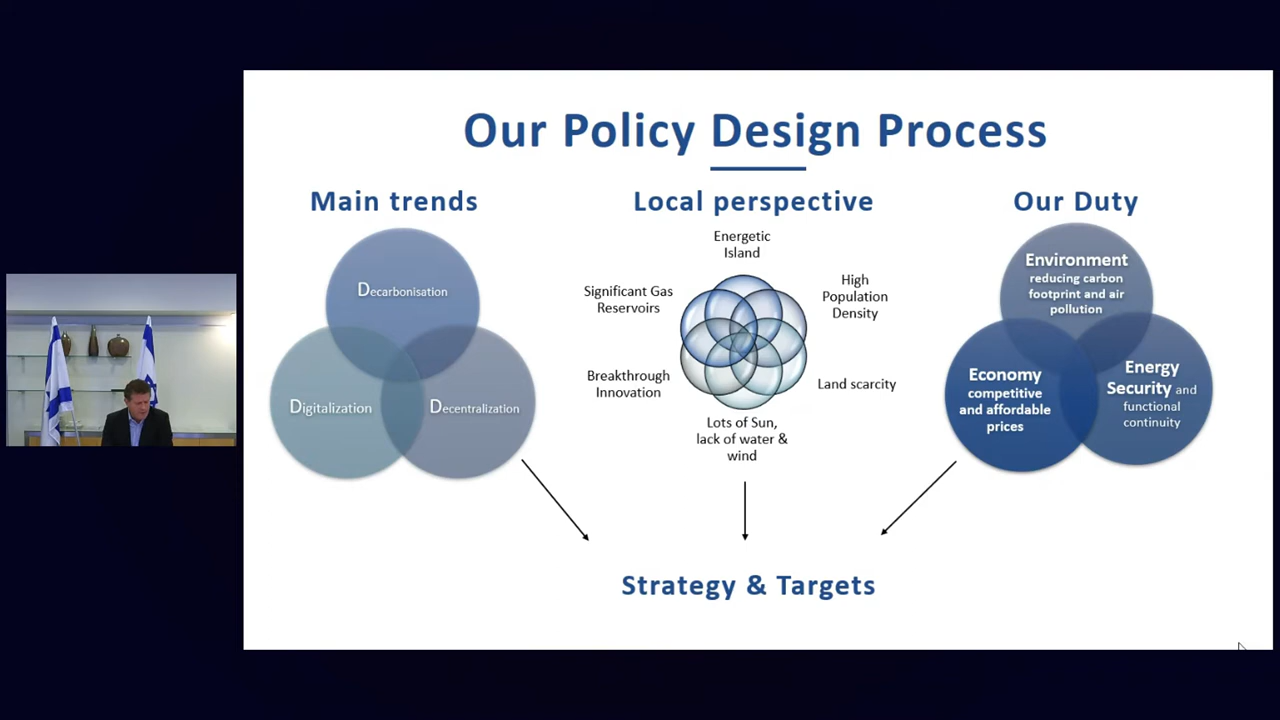 Our Policy Design Process
Main trends
Decarbonisation
Digitalization
Decentralization
Local perspective
Energetic
Island
Significant Gas
Reservoirs
High
Population
Density
Breakthrough
Innovation
Land scarcity
Lots of Sun,
lack of water &
wind
Our Duty
Environment
reducing carbon
footprint and air
pollution
Economy
competitive
and affordable
prices
Energy
Security and
functional
continuity
Strategy & Targets